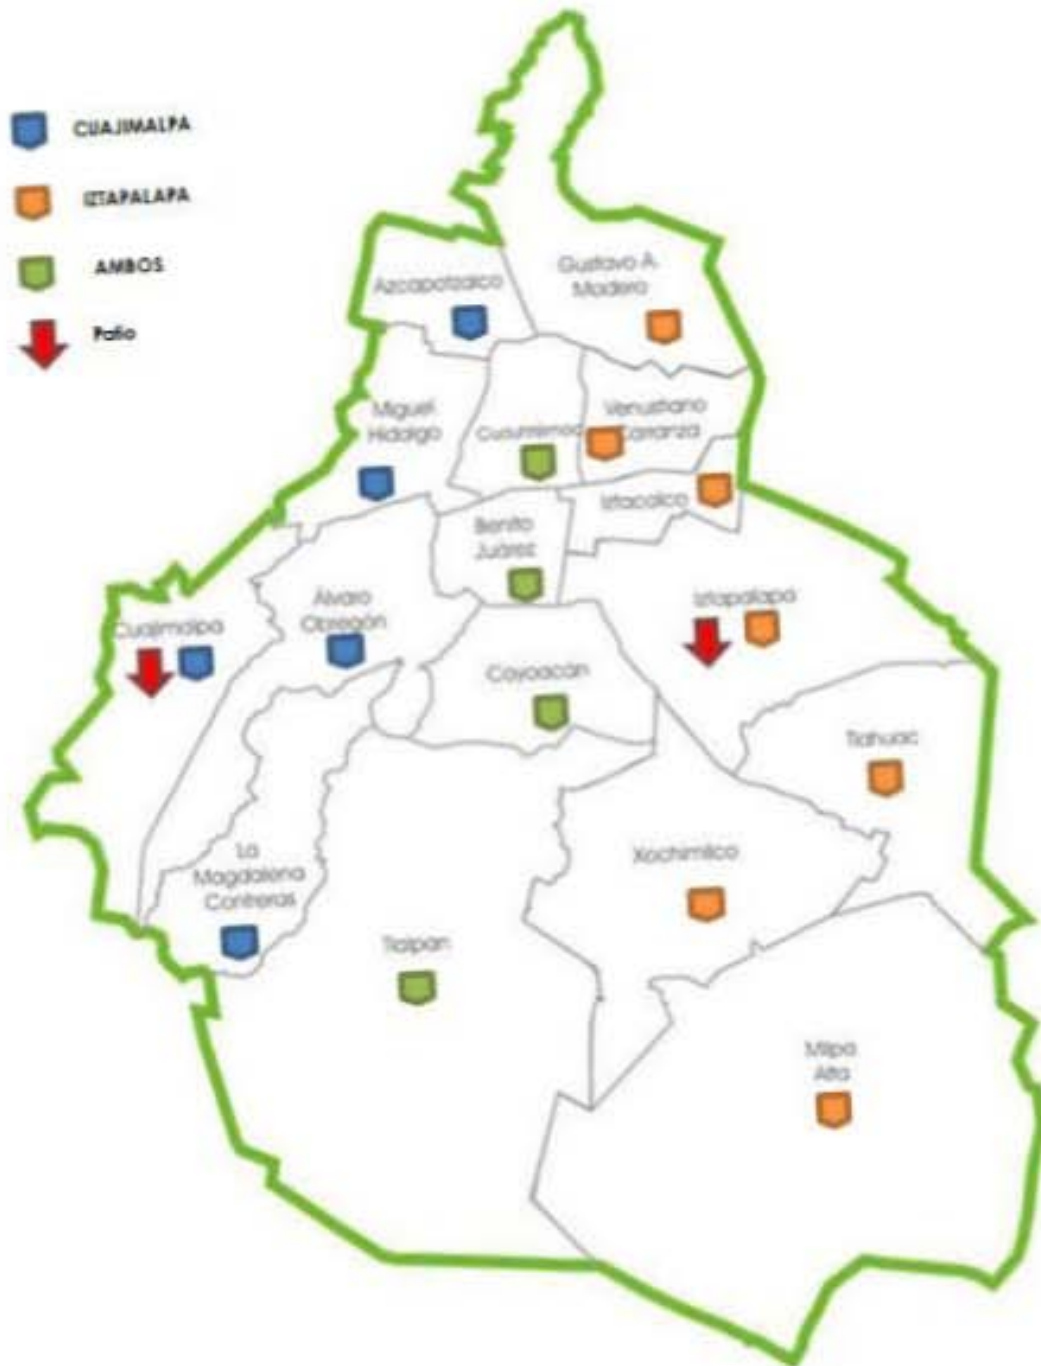 CUAJIMALPA
IZTAPALAPA
AMBOS
Patio
Azcapotzalco
Gustavo A.
Madero
Miguel
Hidalgo
Cuauhtémoc
Venustiano
Carranza
Iztacalco
Benito
Juárez
Álvaro
Obregón
Cuajimalpa
Iztapalapa
Coyoacán
Tláhuac
La
Magdalena
Contreras
Xochimilco
Tlalpan
Milpa
Alta